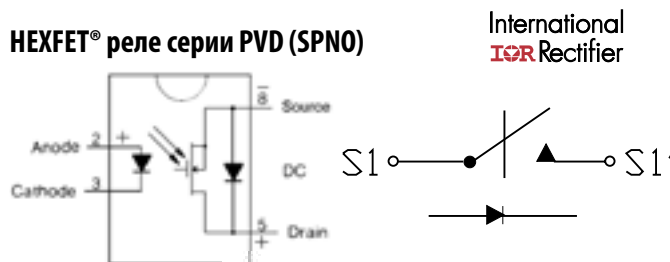 HEXFET® реле серии PVD (SPNO)
International
IOR Rectifier
8
Source
Anode
2
+
DC
Cathode
3
5
+
Drain
S1
S1'